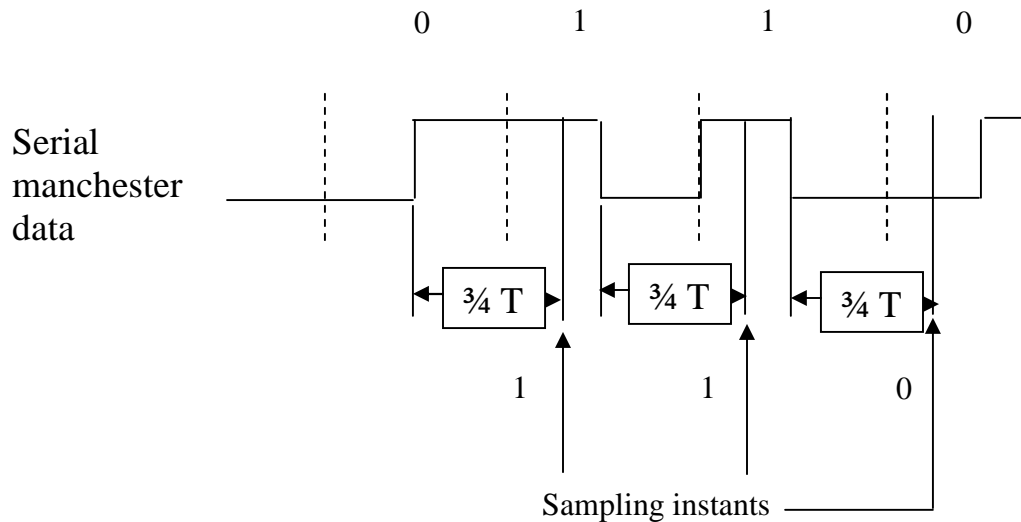 0 1 1 0
Serial
manchester
data
¾ T ¾ T ¾ T
1 1 0
Sampling instants